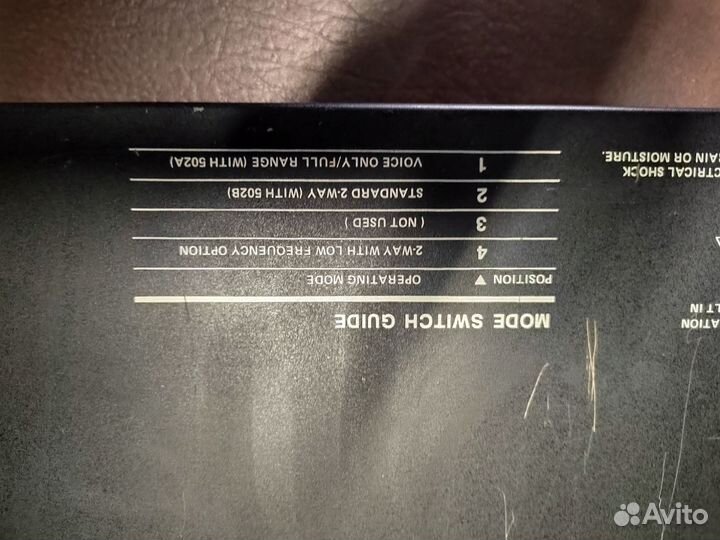 MODE SWITCH GUIDE
POSITION ▼ OPERATING MODE
4 2-WAY WITH LOW FREQUENCY OPTION
3 ( NOT USED )
2 STANDARD 2-WAY (WITH 502B)
1 VOICE ONLY/FULL RANGE (WITH 502A)
ATION
LT IN
CTRICAL SHOCK
RAIN OR MOISTURE.
Avito